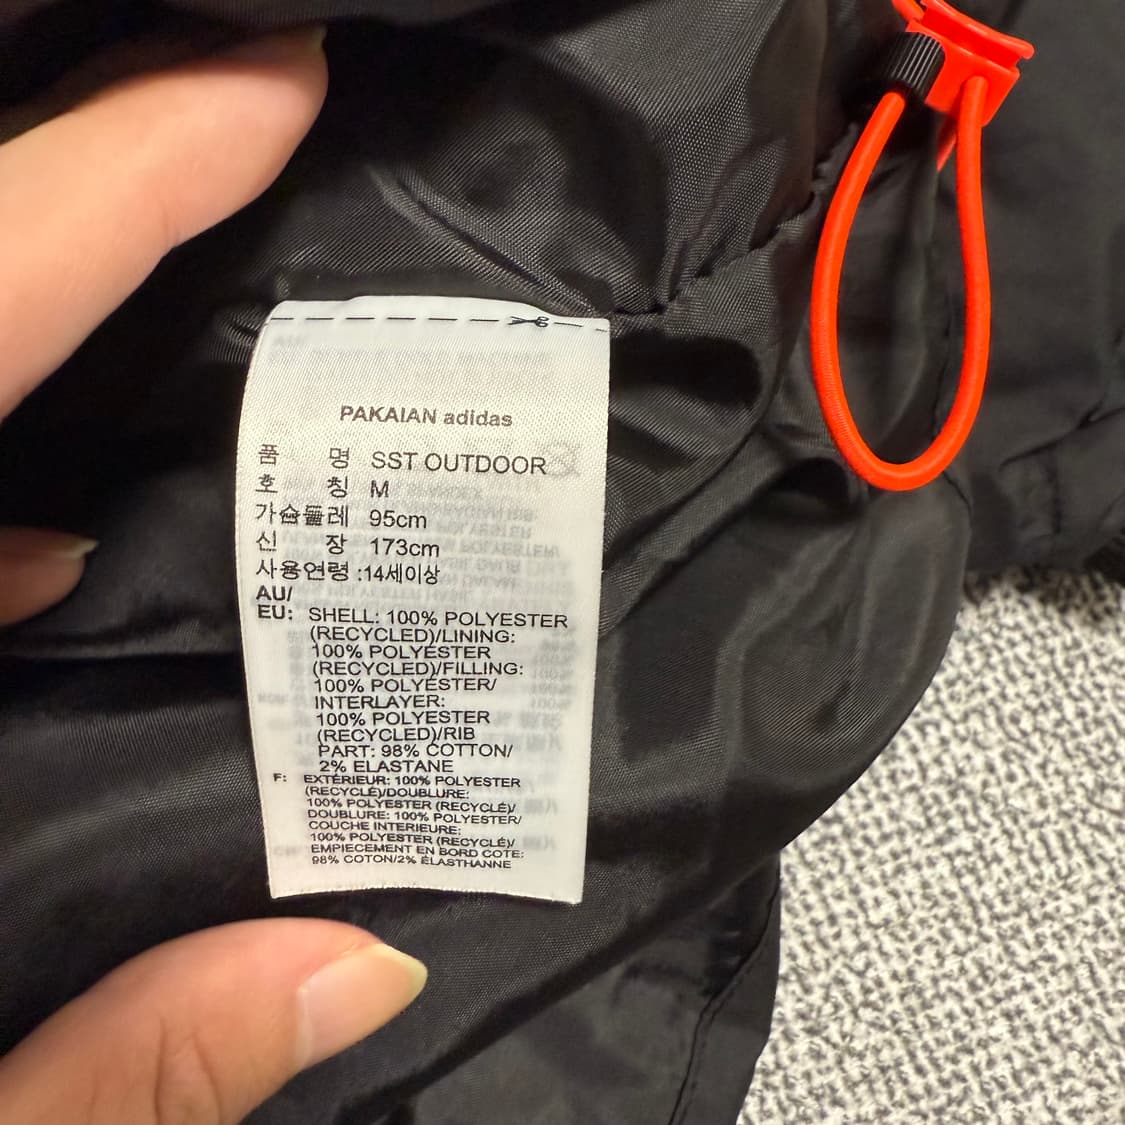 PAKAIAN adidas
품 명 SST OUTDOOR
호 칭 M
가슴둘레 95cm
신 장 173cm
사용연령 :14세이상
AU/
EU: SHELL: 100% POLYESTER
(RECYCLED)/LINING:
100% POLYESTER
(RECYCLED)/FILLING:
100% POLYESTER/
INTERLAYER:
100% POLYESTER
(RECYCLED)/RIB
PART: 98% COTTON/
2% ELASTANE
F: EXTÉRIEUR: 100% POLYESTER
(RECYCLÉ)/DOUBLURE:
100% POLYESTER (RECYCLÉ)/
DOUBLURE: 100% POLYESTER/
COUCHE INTERIEURE:
100% POLYESTER (RECYCLÉ)/
EMPIECEMENT EN BORD COTE:
98% COTON/2% ÉLASTHANNE